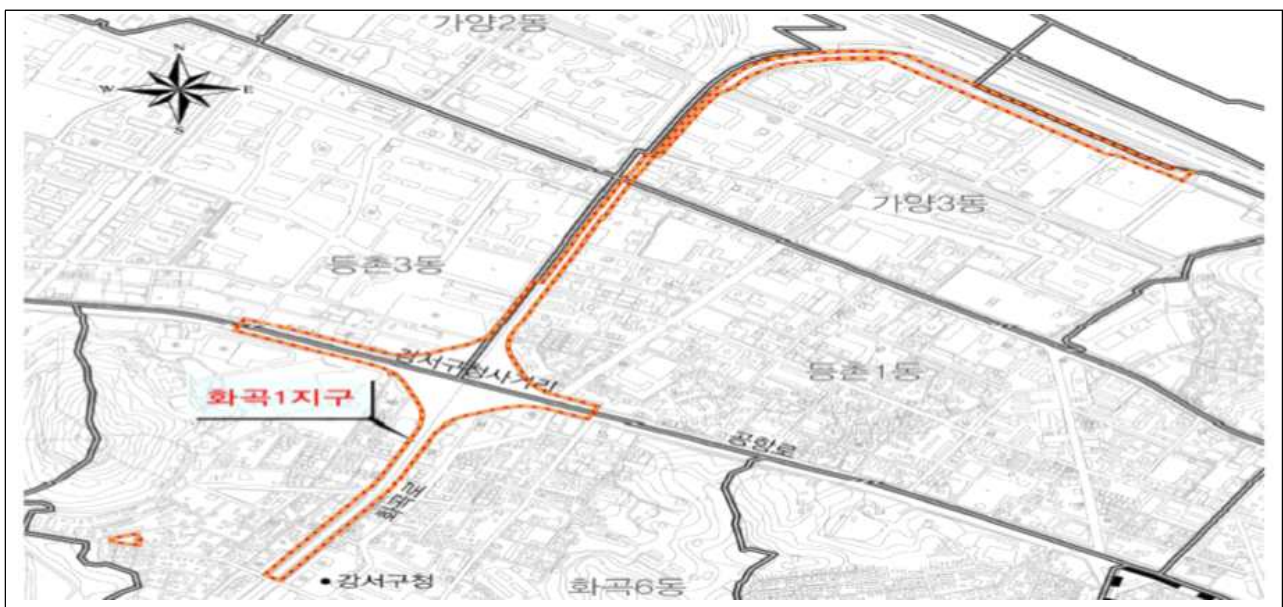 가양2동
N
W
E
S
가양3동
등촌3동
강서구청사거리
등촌1동
화곡1지구
공항로
화곡로
강서구청
화곡6동